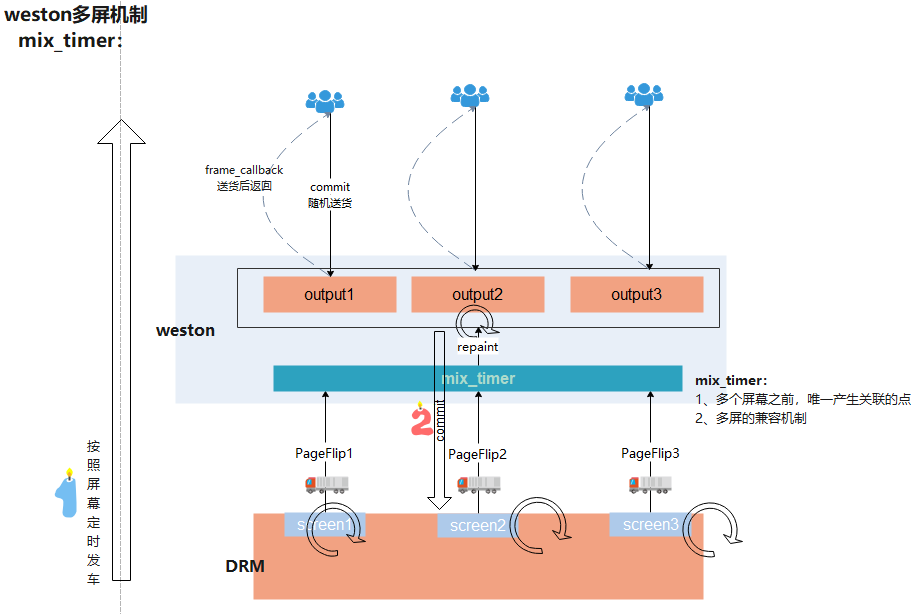 weston多屏机制
mix_timer：
frame_callback
送货后返回
commit
随机送货
output1
output2
output3
weston
repaint
mix_timer
mix_timer：
1、多个屏幕之前，唯一产生关联的点
2、多屏的兼容机制
2
commit
PageFlip1
PageFlip2
PageFlip3
1
按照屏幕定时发车
screen1
screen2
screen3
DRM